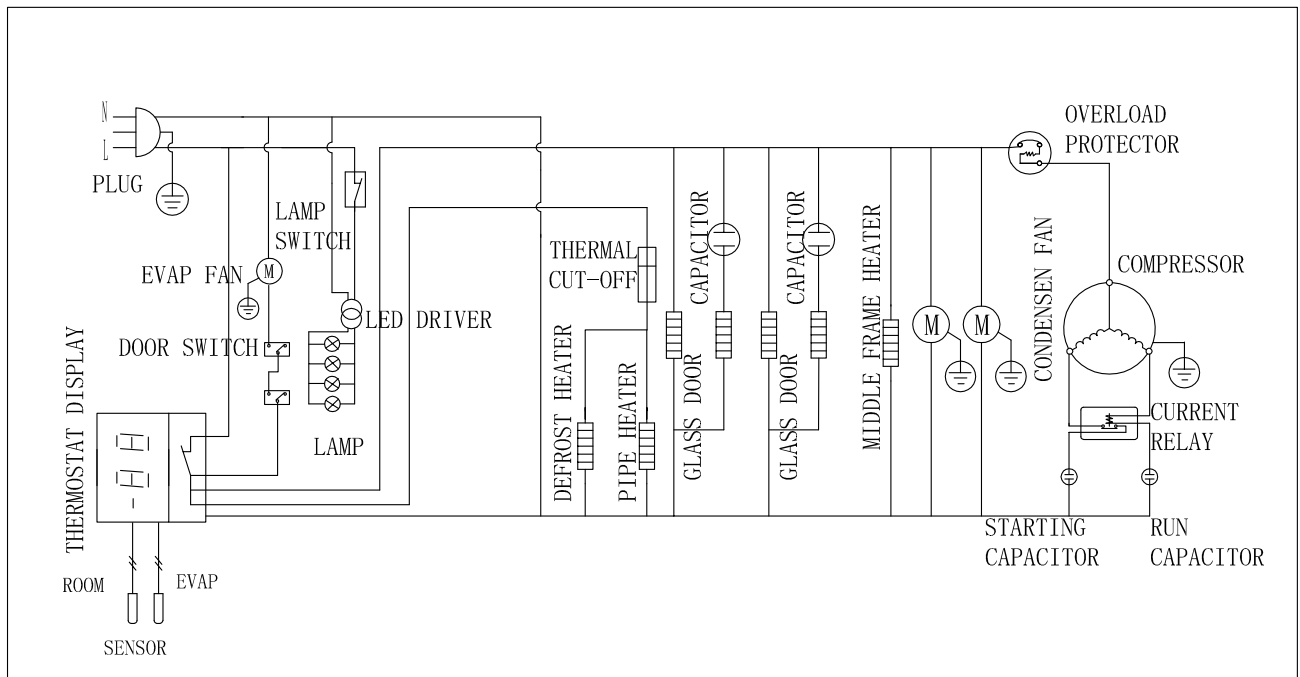 N
L
PLUG
OVERLOAD
PROTECTOR
LAMP
SWITCH
EVAP FAN
M
DOOR SWITCH
LED DRIVER
LAMP
THERMOSTAT DISPLAY
THERMAL
CUT-OFF
DEFROST HEATER
PIPE HEATER
CAPACITOR
GLASS DOOR
CAPACITOR
GLASS DOOR
MIDDLE FRAME HEATER
M
M
CONDENSEN FAN
COMPRESSOR
CURRENT
RELAY
STARTING
CAPACITOR
RUN
CAPACITOR
ROOM
EVAP
SENSOR